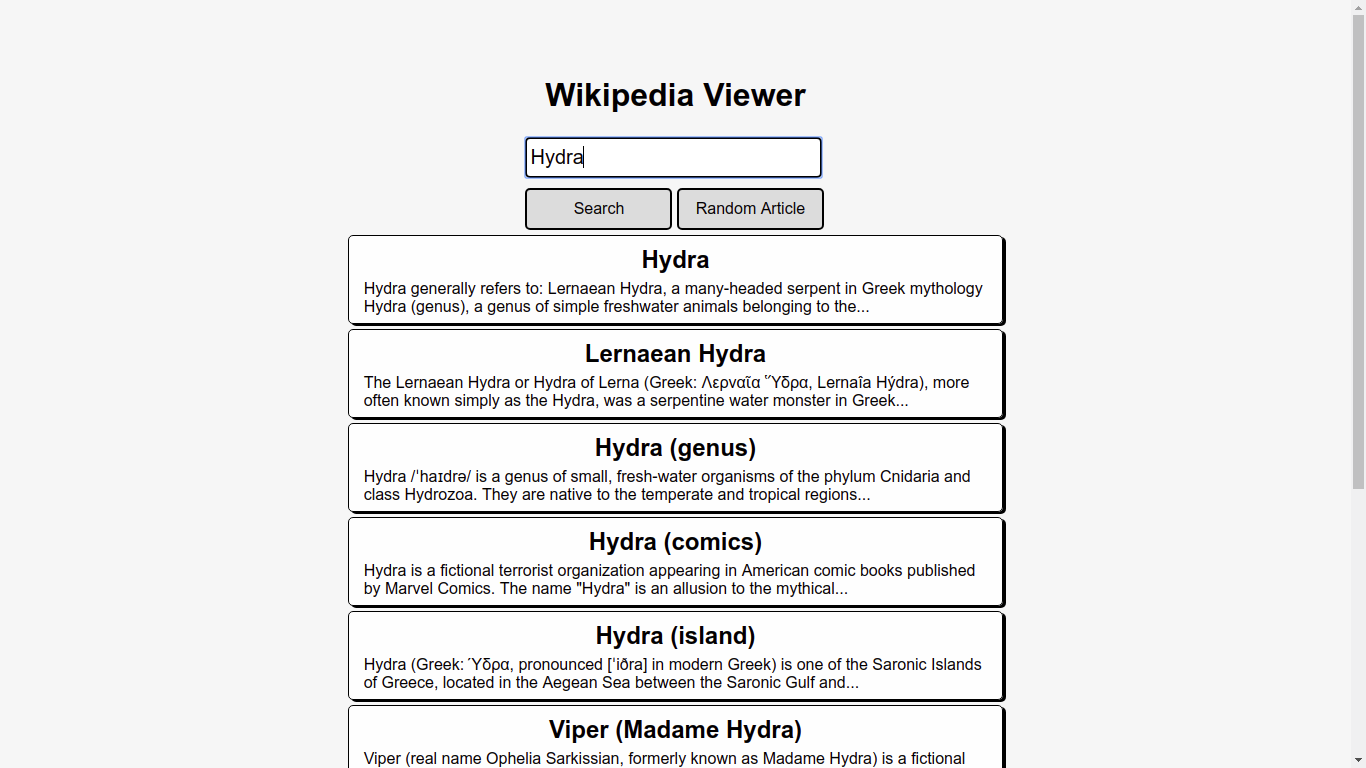 Wikipedia Viewer
Hydra
Search
Random Article
Hydra
Hydra generally refers to: Lernaean Hydra, a many-headed serpent in Greek mythology
Hydra (genus), a genus of simple freshwater animals belonging to the...
Lernaean Hydra
The Lernaean Hydra or Hydra of Lerna (Greek: Λερναῖα Ὕδρα, Lernaîa Hýdra), more
often known simply as the Hydra, was a serpentine water monster in Greek...
Hydra (genus)
Hydra /ˈhaɪdrə/ is a genus of small, fresh-water organisms of the phylum Cnidaria and
class Hydrozoa. They are native to the temperate and tropical regions...
Hydra (comics)
Hydra is a fictional terrorist organization appearing in American comic books published
by Marvel Comics. The name "Hydra" is an allusion to the mythical...
Hydra (island)
Hydra (Greek: Ύδρα, pronounced [ˈiðra] in modern Greek) is one of the Saronic Islands
of Greece, located in the Aegean Sea between the Saronic Gulf and...
Viper (Madame Hydra)
Viper (real name Ophelia Sarkissian, formerly known as Madame Hydra) is a fictional